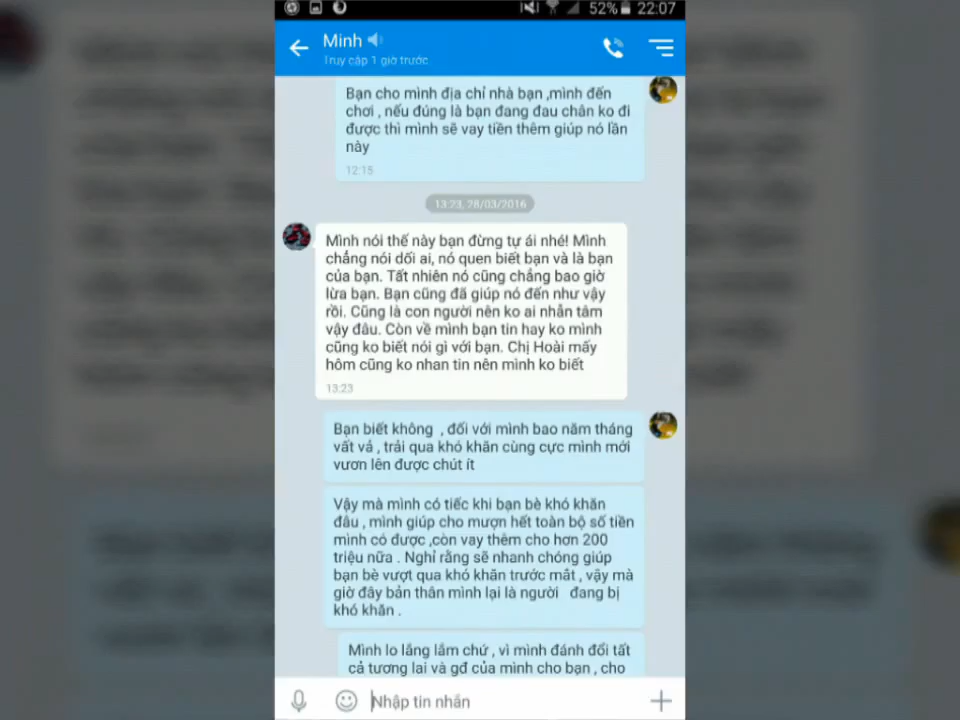 52% 22:07
Minh
Truy cập 1 giờ trước
Bạn cho mình địa chỉ nhà bạn ,mình đến
chơi , nếu đúng là bạn đang đau chân ko đi
được thì mình sẽ vay tiền thêm giúp nó lần
này
12:15
13:23, 28/03/2016
Mình nói thế này bạn đừng tự ái nhé! Mình
chẳng nói dối ai, nó quen biết bạn và là bạn
của bạn. Tất nhiên nó cũng chẳng bao giờ
lừa bạn. Bạn cũng đã giúp nó đến như vậy
rồi. Cũng là con người nên ko ai nhẫn tâm
vậy đâu. Còn về mình bạn tin hay ko mình
cũng ko biết nói gì với bạn. Chị Hoài mấy
hôm cũng ko nhan tin nên mình ko biết
13:23
Bạn biết không , đối với mình bao năm tháng
vất vả , trải qua khó khăn cùng cực mình mới
vươn lên được chút ít
Vậy mà mình có tiếc khi bạn bè khó khăn
đâu , mình giúp cho mượn hết toàn bộ số tiền
mình có được ,còn vay thêm cho hơn 200
triệu nữa . Nghỉ rằng sẽ nhanh chóng giúp
bạn bè vượt qua khó khăn trước mắt , vậy mà
giờ đây bản thân mình lại là người đang bị
khó khăn .
Mình lo lắng lắm chứ , vì mình đánh đổi tất
cả tương lai và gđ của mình cho bạn , cho
Nhập tin nhắn